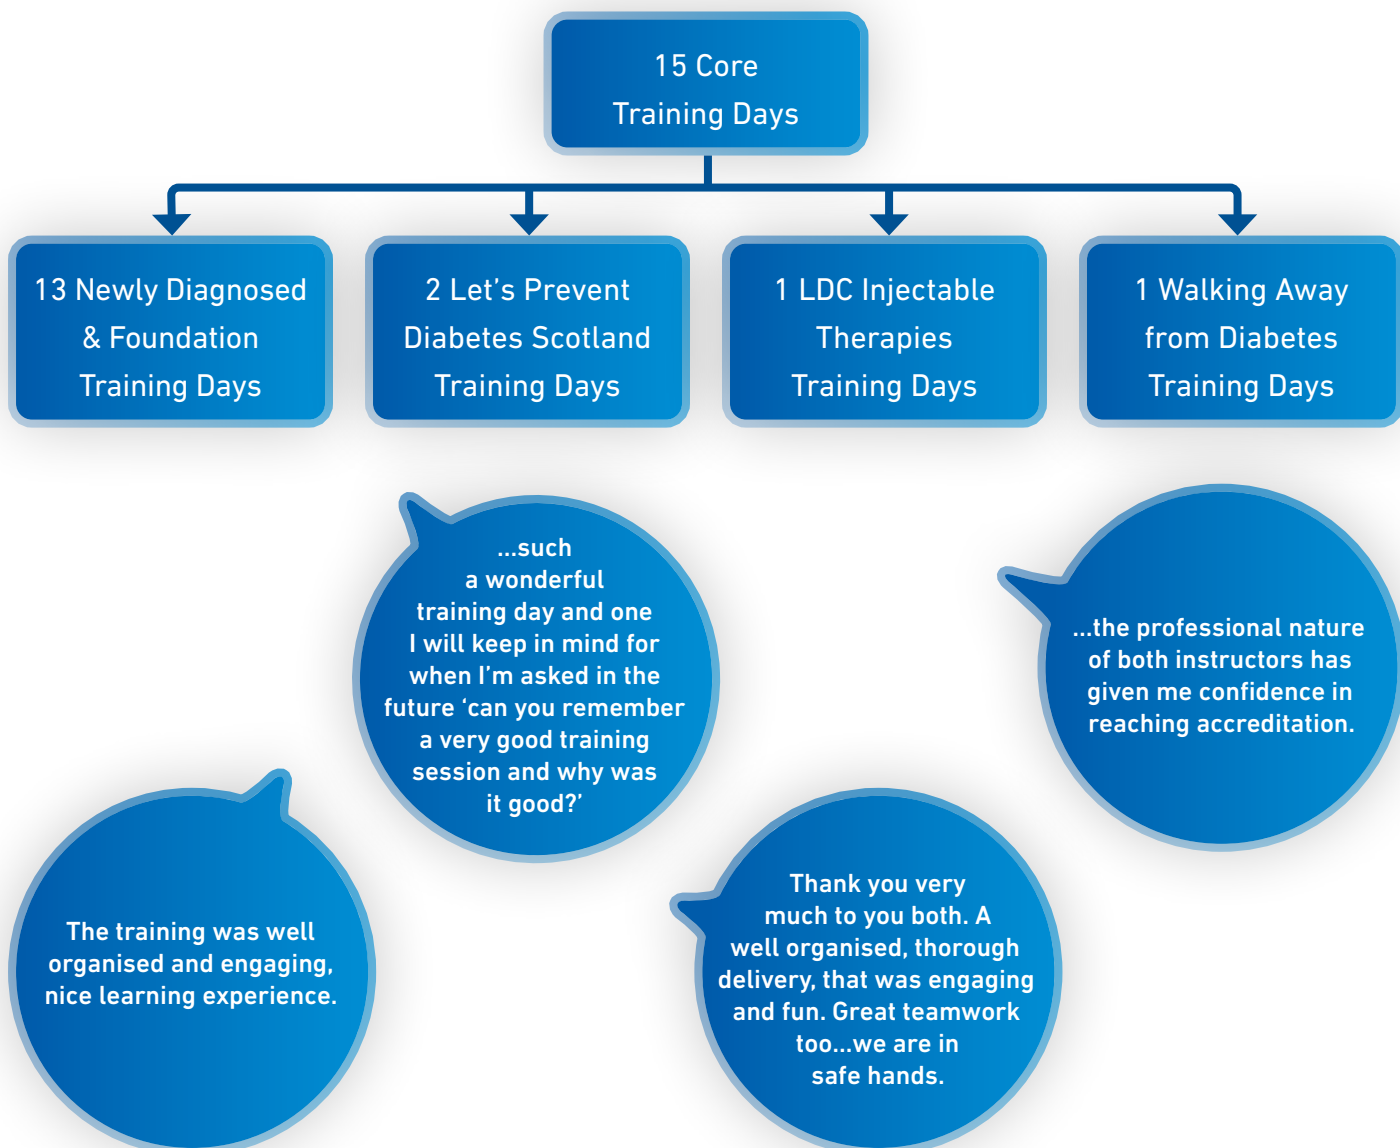 15 Core
Training Days
13 Newly Diagnosed
& Foundation
Training Days
2 Let’s Prevent
Diabetes Scotland
Training Days
1 LDC Injectable
Therapies
Training Days
1 Walking Away
from Diabetes
Training Days
...such
a wonderful
training day and one
I will keep in mind for
when I’m asked in the
future ‘can you remember
a very good training
session and why was
it good?’
...the professional nature
of both instructors has
given me confidence in
reaching accreditation.
The training was well
organised and engaging,
nice learning experience.
Thank you very
much to you both. A
well organised, thorough
delivery, that was engaging
and fun. Great teamwork
too...we are in
safe hands.